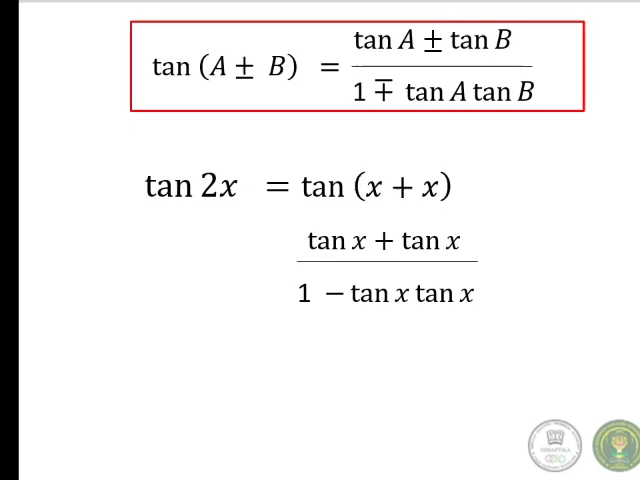 tan (A ± B) = (tan A ± tan B) / (1 ∓ tan A tan B)
tan 2x = tan (x + x)
(tan x + tan x) / (1 − tan x tan x)